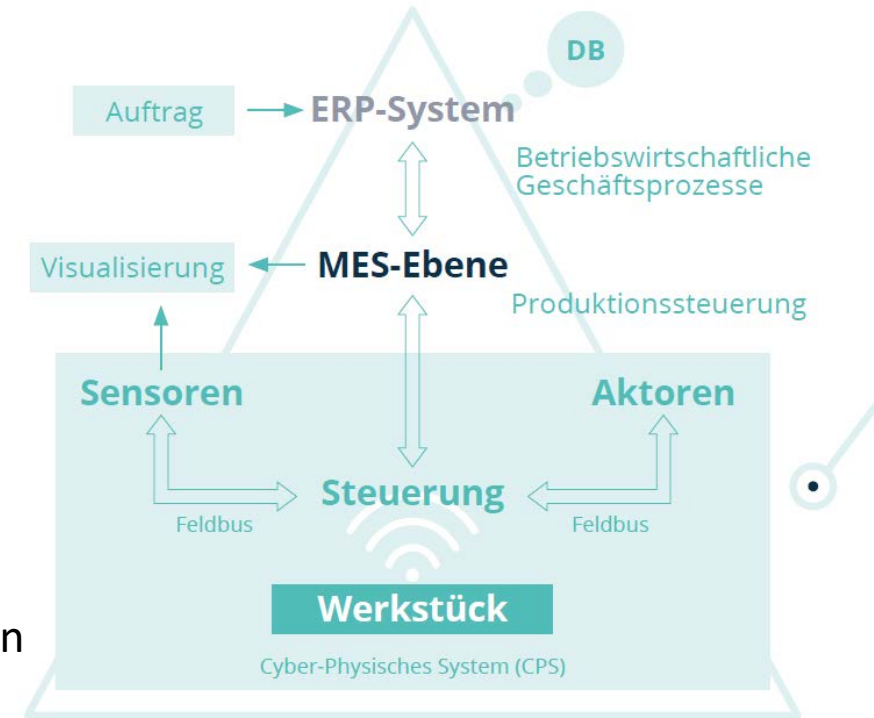 DB
Auftrag
ERP-System
Betriebswirtschaftliche
Geschäftsprozesse
Visualisierung
MES-Ebene
Produktionssteuerung
Sensoren
Aktoren
Steuerung
Feldbus
Feldbus
Werkstück
n
Cyber-Physisches System (CPS)